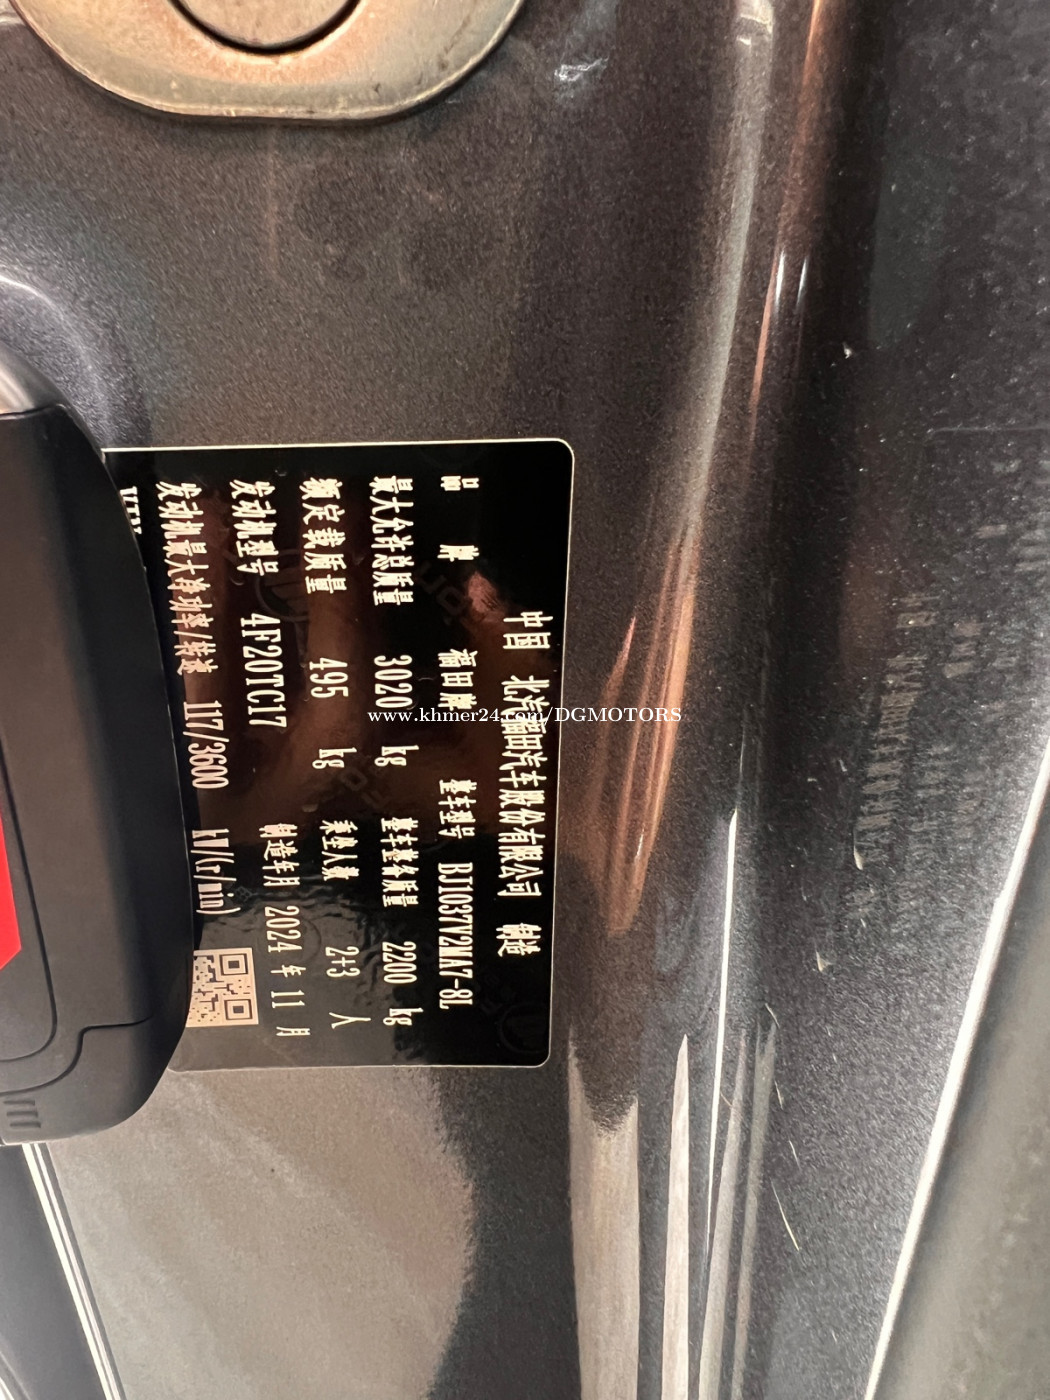 中国 北汽福田汽车股份有限公司 制造
品 牌 福田牌 整车型号 BJ1037V2MA7-8L
最大允许总质量 3020 kg 整车整备质量 2200 kg
额定载质量 495 kg 乘坐人数 2+3 人
发动机型号 4F20TC17 制造年月 2024 年 11 月
发动机最大净功率/转速 117/3600 kW/(r/min)
www.khmer24.com/DGMOTORS